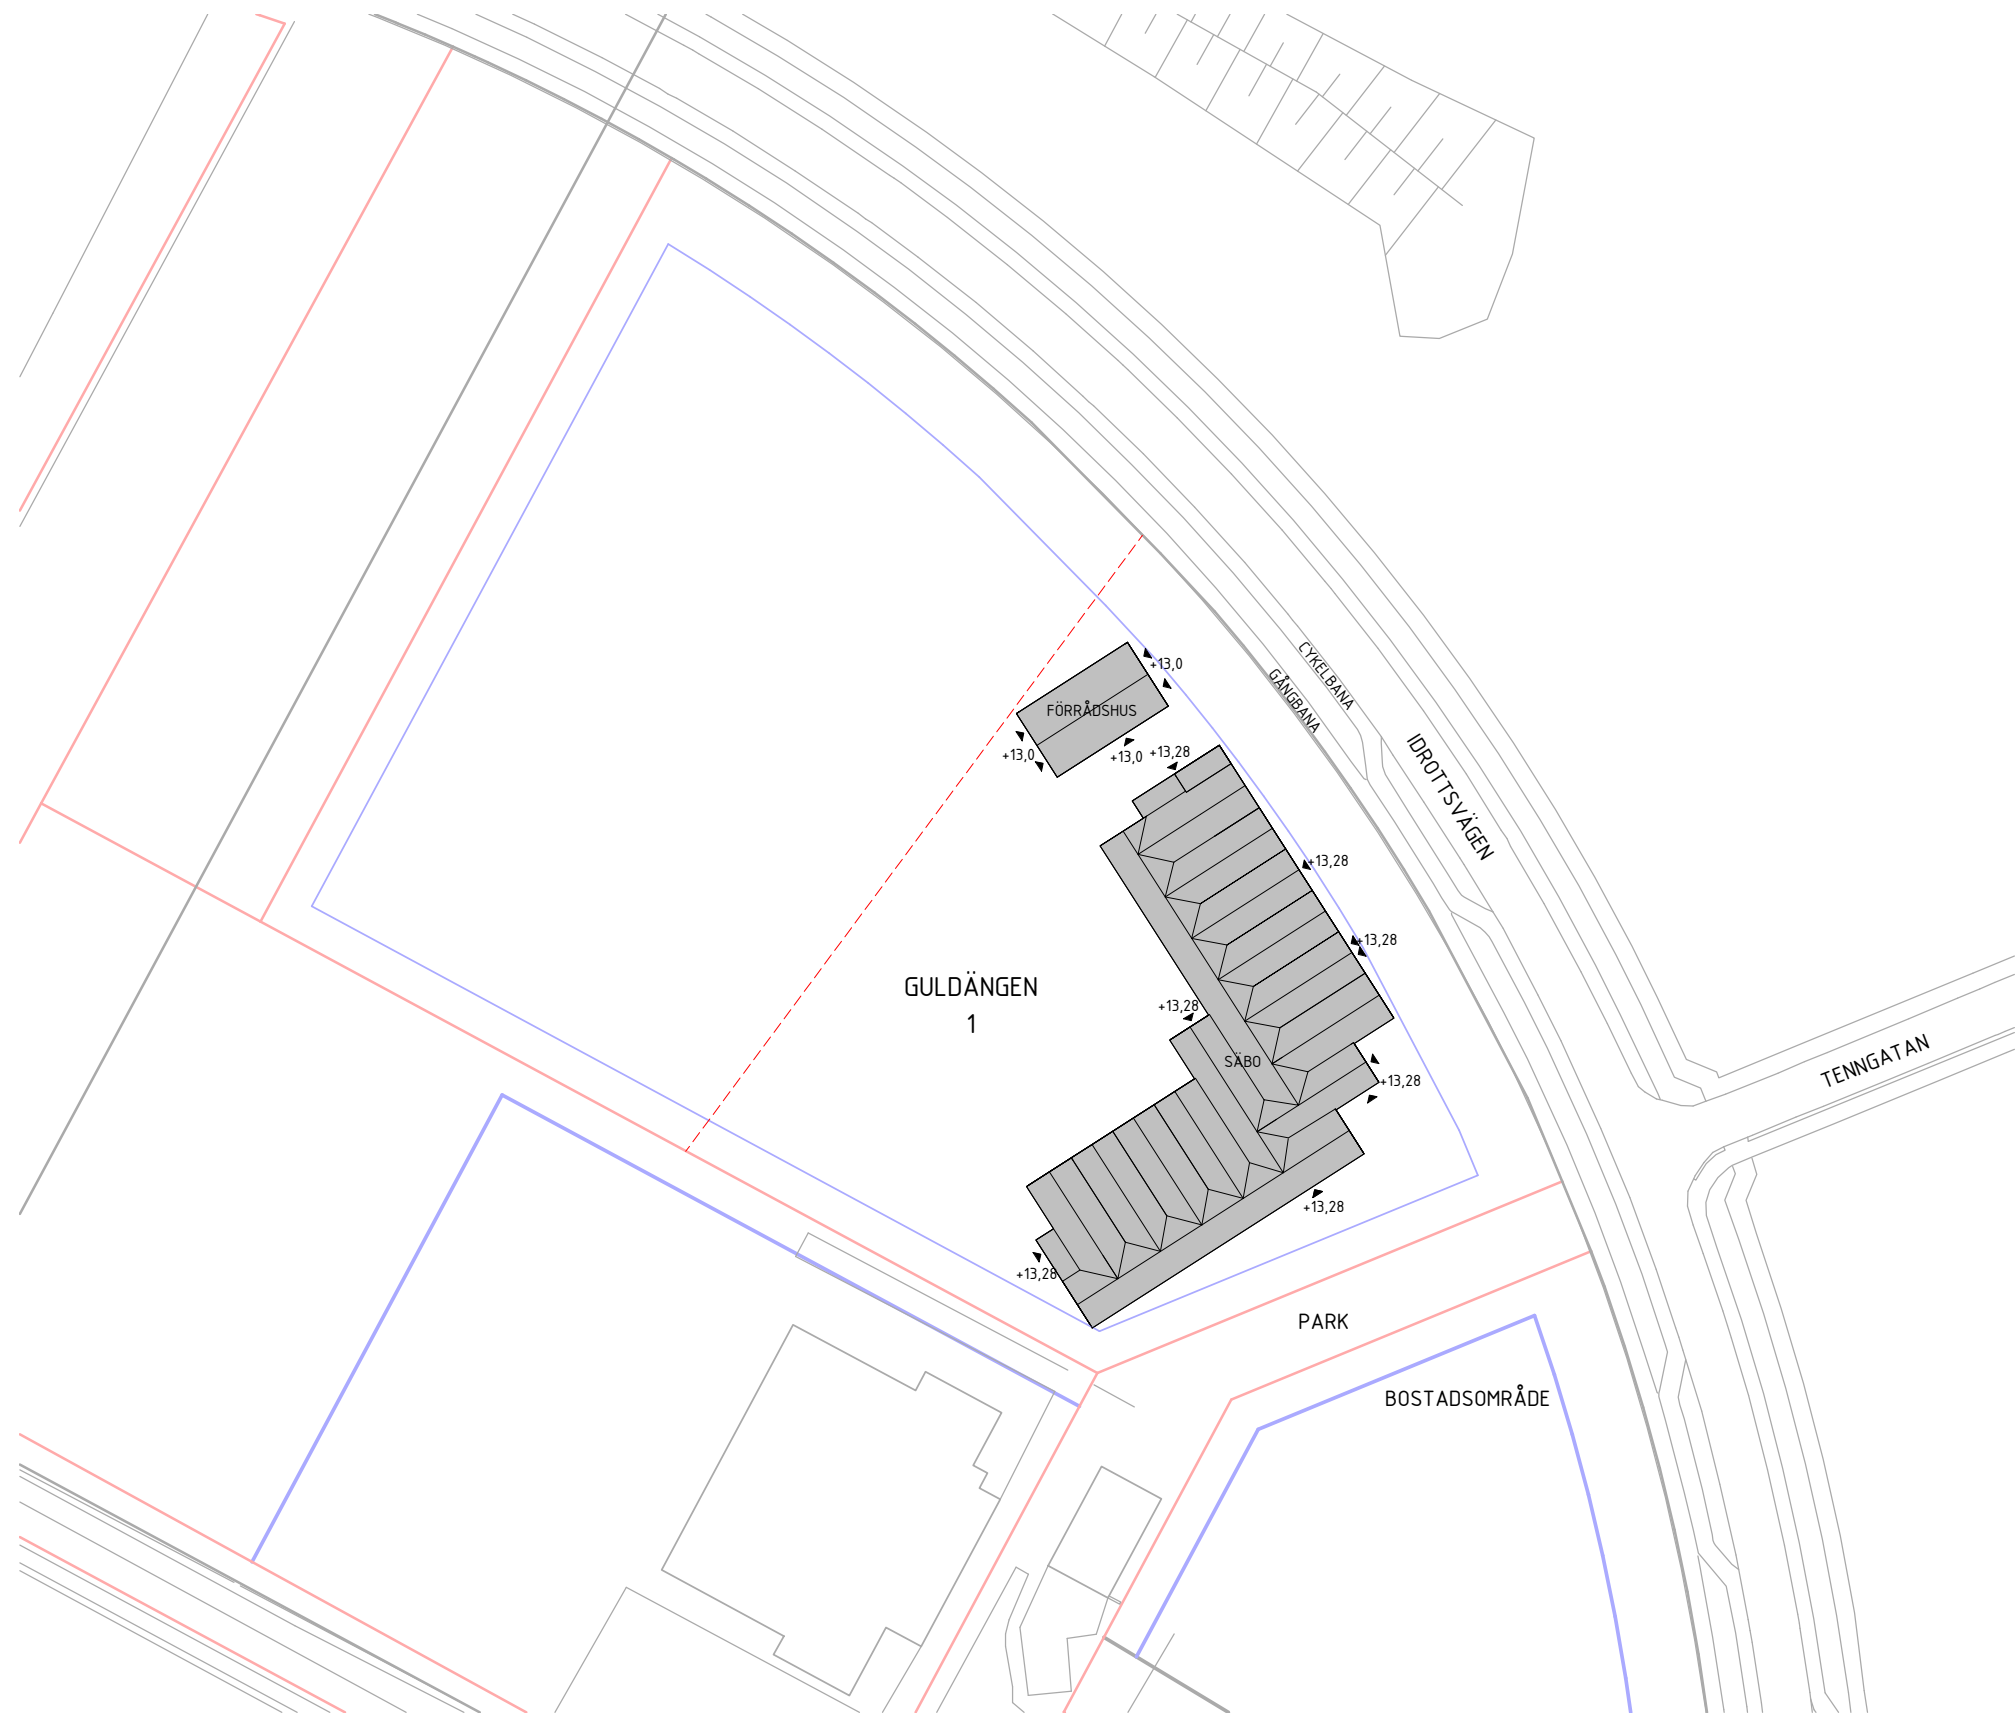 CYKELBANA
GÅNGBANA
+13,0
FÖRRÅDSHUS
+13,0
+13,0
+13,28
IDROTTSVÄGEN
+13,28
+13,28
GULDÄNGEN
1
+13,28
SÄBO
+13,28
TENNGATAN
+13,28
+13,28
PARK
BOSTADSOMRÅDE